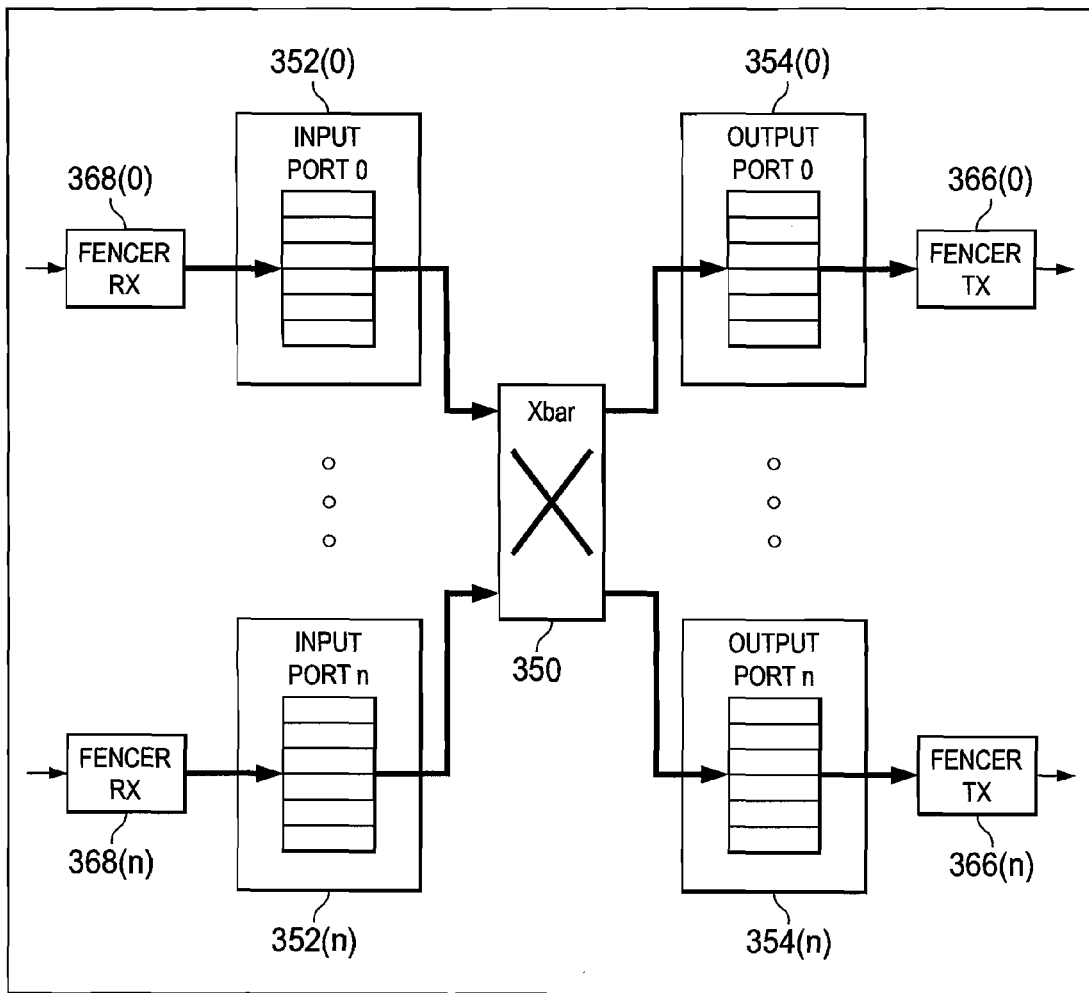 352(0)
354(0)
INPUT
PORT 0
OUTPUT
PORT 0
368(0)
366(0)
FENCER
RX
FENCER
TX
Xbar
350
INPUT
PORT n
OUTPUT
PORT n
FENCER
RX
FENCER
TX
368(n)
366(n)
352(n)
354(n)